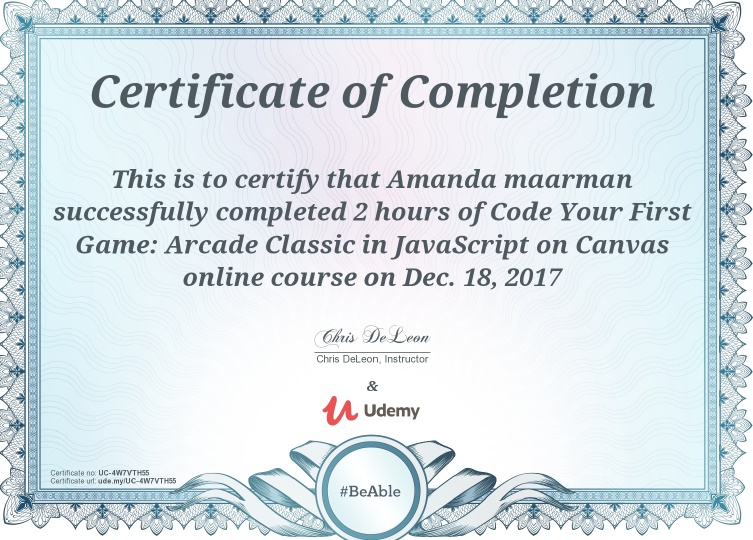 Certificate of Completion
This is to certify that Amanda maarman
successfully completed 2 hours of Code Your First
Game: Arcade Classic in JavaScript on Canvas
online course on Dec. 18, 2017
Chris DeLeon
Chris DeLeon, Instructor
&
Udemy
Certificate no: UC-4W7VTH55
Certificate url: ude.my/UC-4W7VTH55
#BeAble